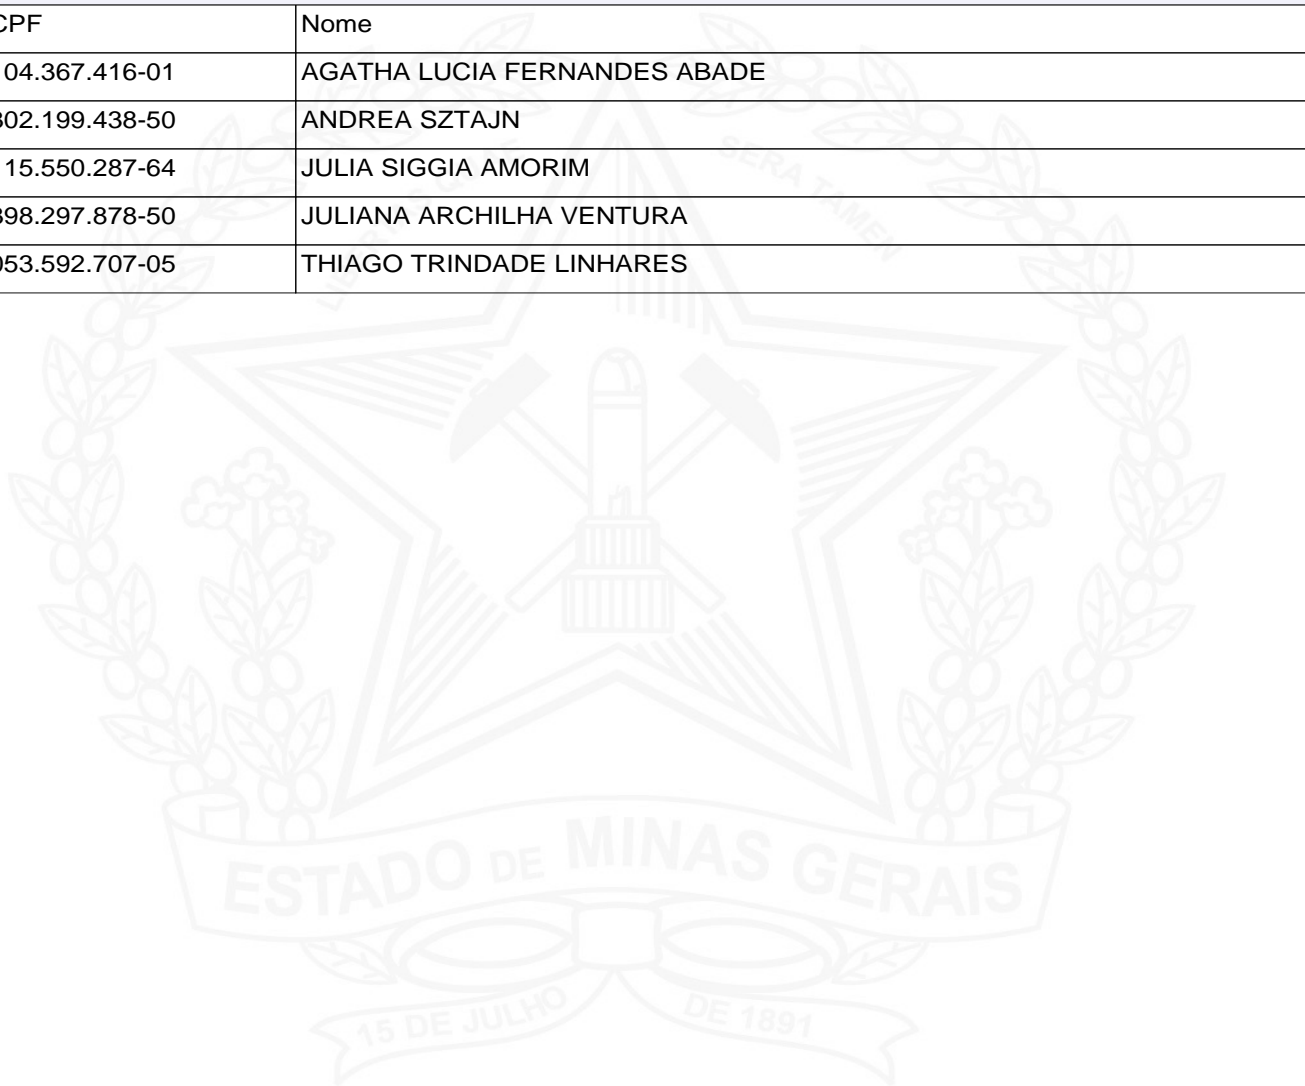 CPF Nome
04.367.416-01 AGATHA LUCIA FERNANDES ABADE
02.199.438-50 ANDREA SZTAJN
15.550.287-64 JULIA SIGGIA AMORIM
98.297.878-50 JULIANA ARCHILHA VENTURA
053.592.707-05 THIAGO TRINDADE LINHARES
SERA TAMEN
ESTADO DE MINAS GERAIS
15 DE JULHO DE 1891